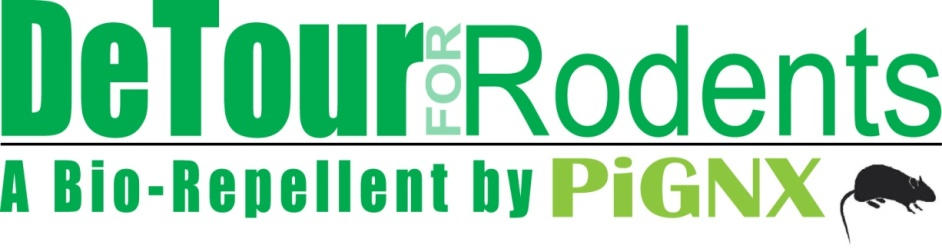 DeTour FOR Rodents
A Bio-Repellent by PiGNX